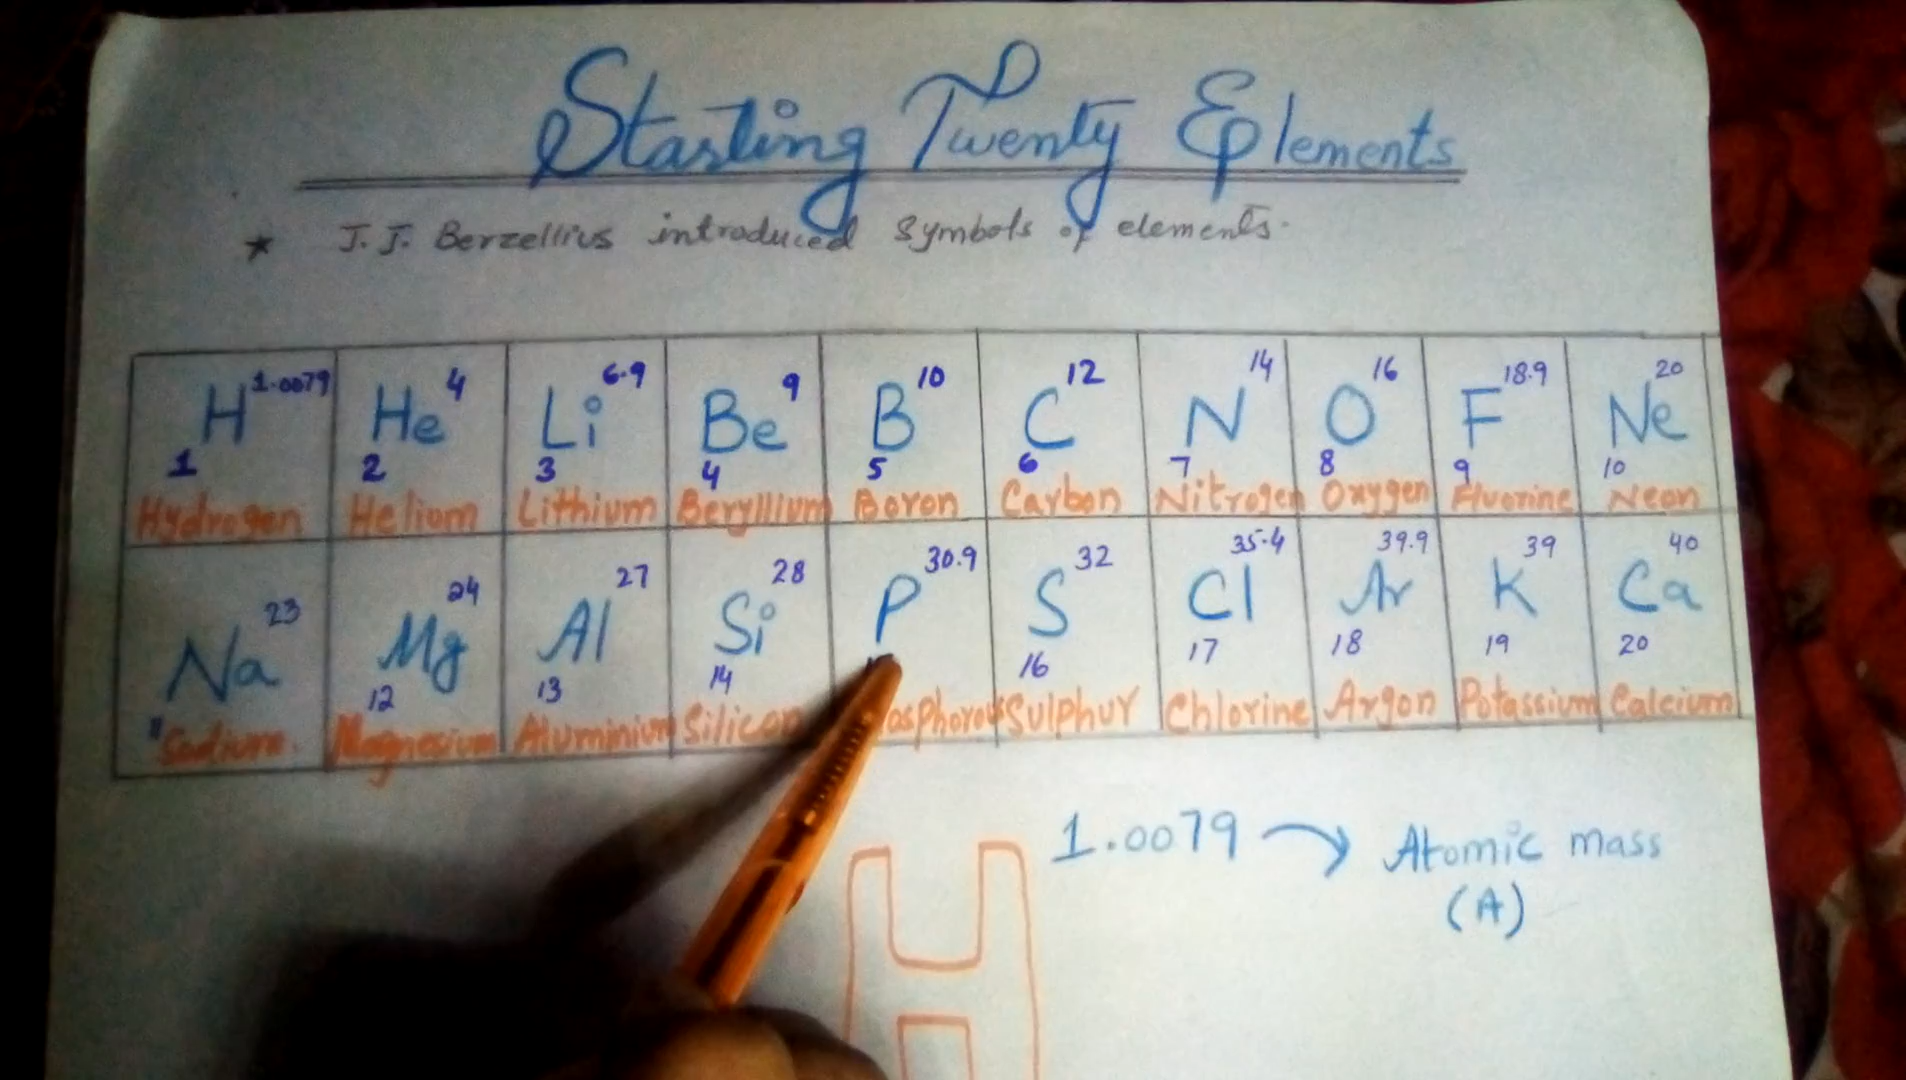 Starting Twenty Elements
* J.J. Berzellius introduced symbols of elements.
H 1.0079 He 4 Li 6.9 Be 9 B 10 C 12 N 14 O 16 F 18.9 Ne 20
1 2 3 4 5 6 7 8 9 10
Hydrogen Helium Lithium Beryllium Boron Carbon Nitrogen Oxygen Fluorine Neon
Na 23 Mg 24 Al 27 Si 28 P 30.9 S 32 Cl 35.4 Ar 39.9 K 39 Ca 40
11 12 13 14 16 17 18 19 20
Sodium. Magnesium Aluminium Silicon Sulphur Chlorine Argon Potassium Calcium
1.0079 → Atomic mass
(A)
H